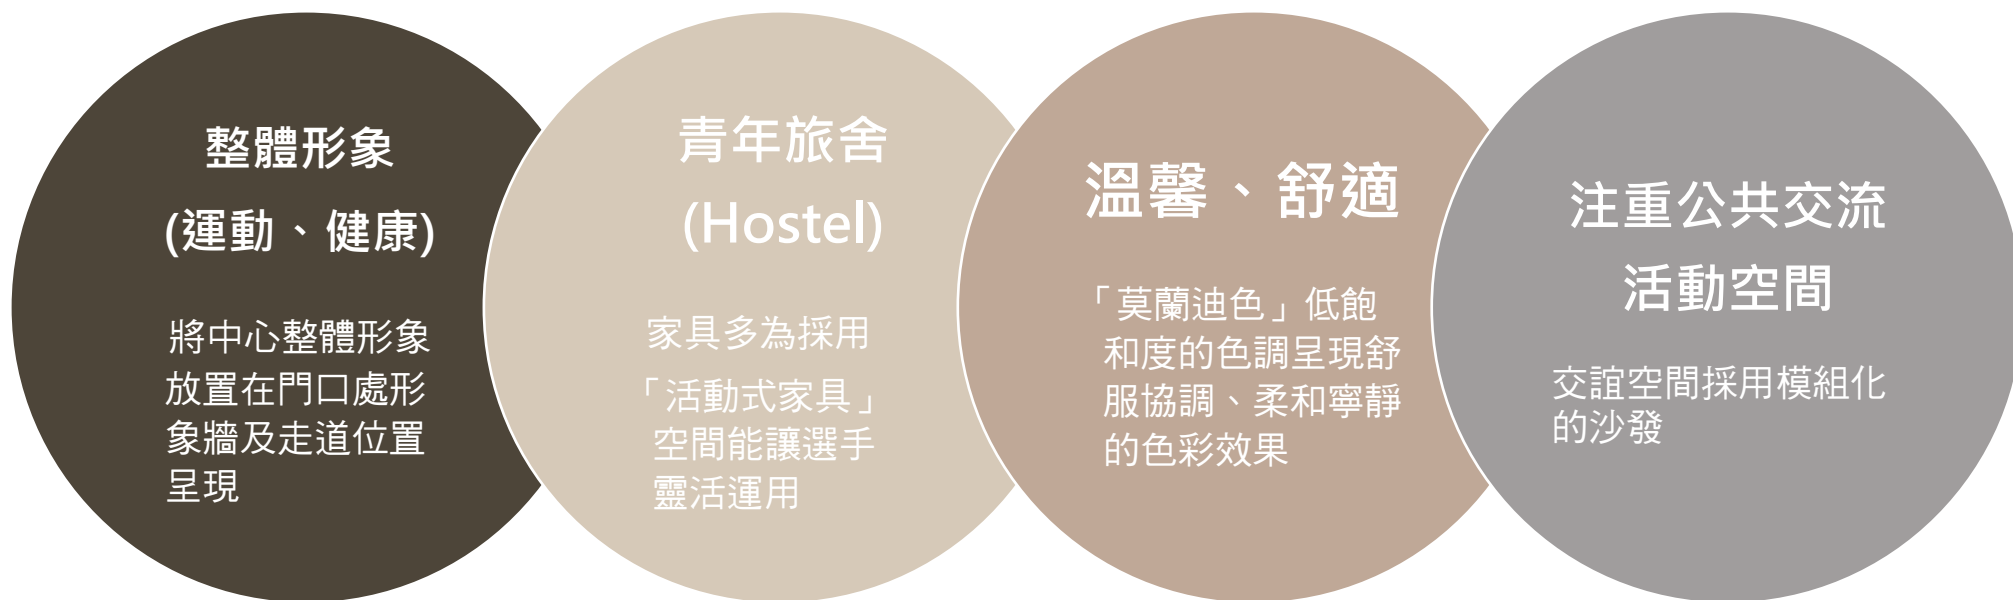 整體形象
(運動、健康)
將中心整體形象
放置在門口處形
象牆及走道位置
呈現
青年旅舍
(Hostel)
家具多為採用
「活動式家具」
空間能讓選手
靈活運用
溫馨、舒適
「莫蘭迪色」低飽
和度的色調呈現舒
服協調、柔和寧靜
的色彩效果
注重公共交流
活動空間
交誼空間採用模組化
的沙發